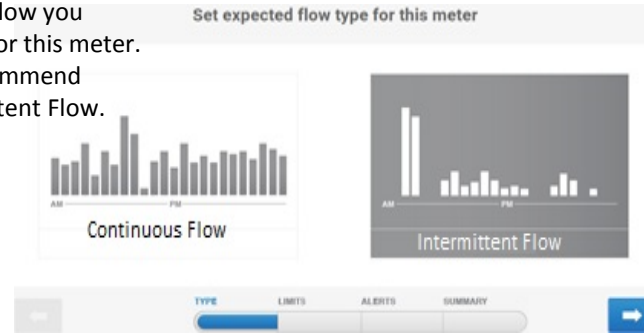 low you
Set expected flow type for this meter
or this meter.
mmend
tent Flow.
AM
PM
Continuous Flow
AM
PM
Intermittent Flow
TYPE
LIMITS
ALERTS
SUMMARY